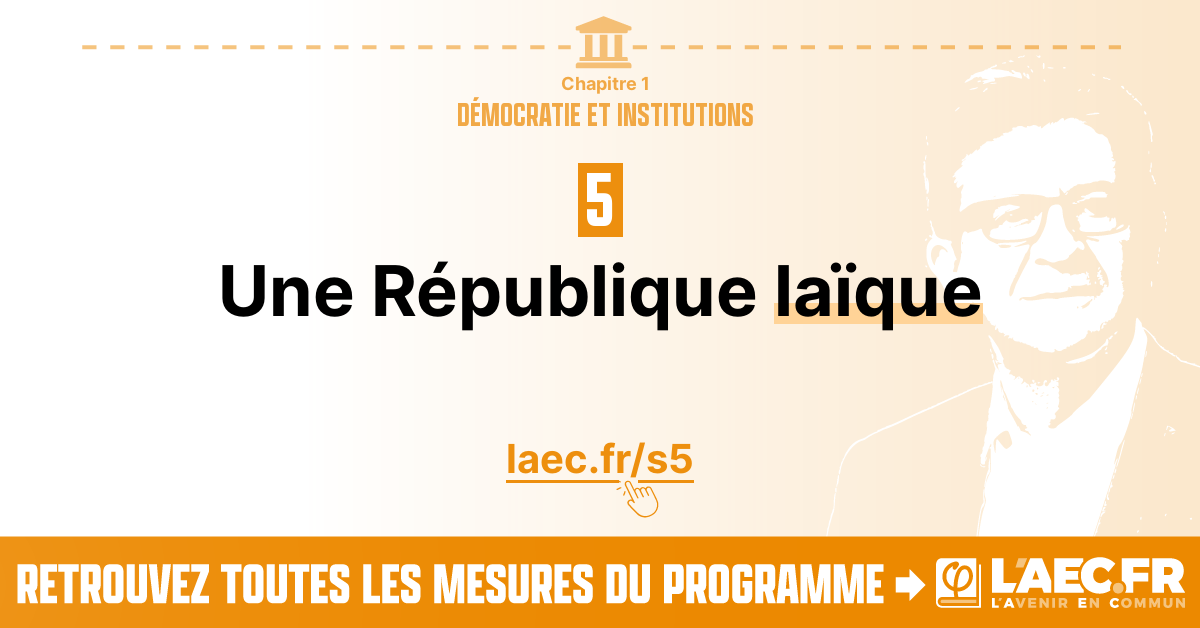 Chapitre 1
DÉMOCRATIE ET INSTITUTIONS
5
Une République laïque
laec.fr/s5
RETROUVEZ TOUTES LES MESURES DU PROGRAMME
φ
L'AEC.FR
L'AVENIR EN COMMUN